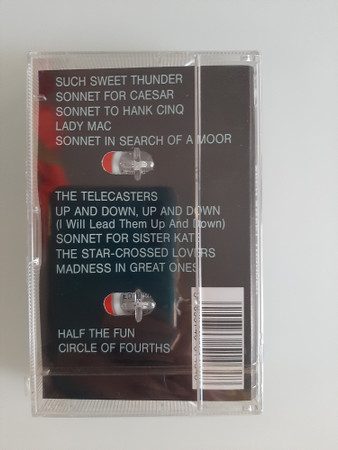 SUCH SWEET THUNDER
SONNET FOR CAESAR
SONNET TO HANK CINQ
LADY MAC
SONNET IN SEARCH OF A MOOR
THE TELECASTERS
UP AND DOWN, UP AND DOWN
(I Will Lead Them Up And Down)
SONNET FOR SISTER KATE
THE STAR-CROSSED LOVERS
MADNESS IN GREAT ONES
HALF THE FUN
CIRCLE OF FOURTHS